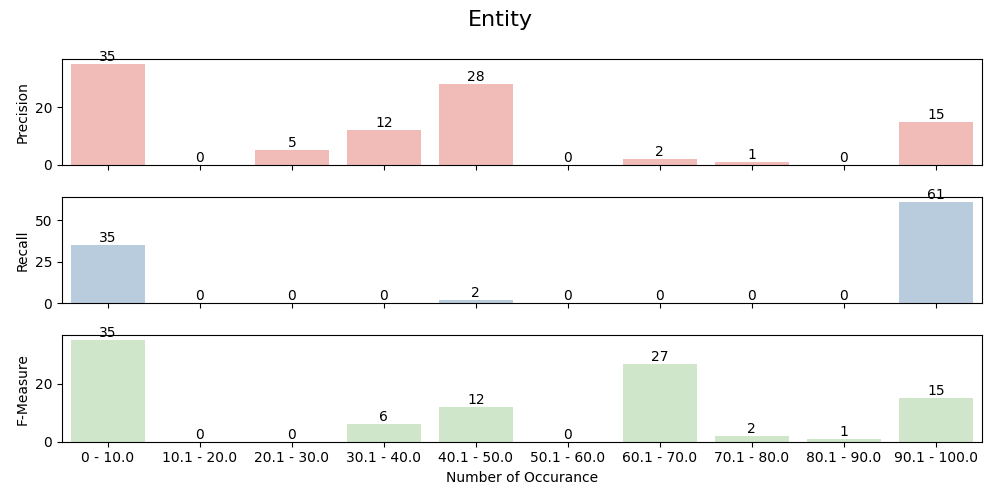 Entity
35 0 5 12 28 0 2 1 0 15
20
0
Precision
35 0 0 0 2 0 0 0 0 61
50
25
0
Recall
35 0 0 6 12 0 27 2 1 15
20
0
F-Measure
0 - 10.0 10.1 - 20.0 20.1 - 30.0 30.1 - 40.0 40.1 - 50.0 50.1 - 60.0 60.1 - 70.0 70.1 - 80.0 80.1 - 90.0 90.1 - 100.0
Number of Occurance